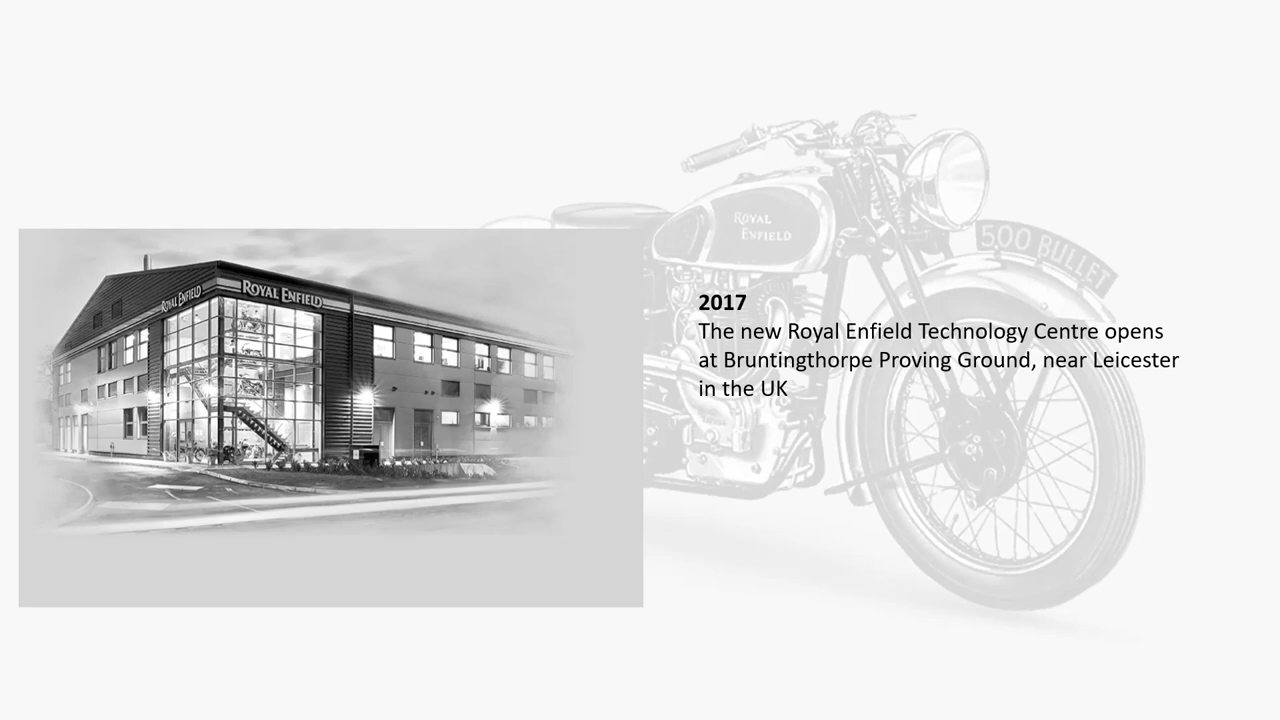 ROYAL ENFIELD
ROYAL ENFIELD
ROYAL
ENFIELD
500 BULLET
2017
The new Royal Enfield Technology Centre opens
at Bruntingthorpe Proving Ground, near Leicester
in the UK